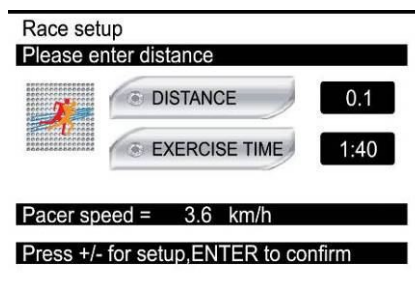 Race setup
Please enter distance
DISTANCE 0.1
EXERCISE TIME 1:40
Pacer speed = 3.6 km/h
Press +/- for setup,ENTER to confirm